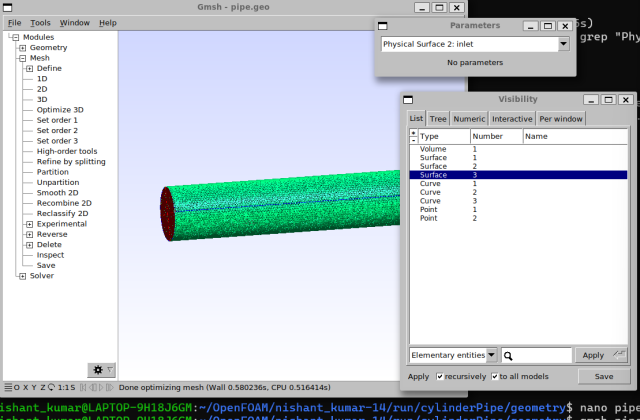 Gmsh - pipe.geo
File Tools Window Help
Modules
Geometry
Mesh
Define
1D
2D
3D
Optimize 3D
Set order 1
Set order 2
Set order 3
High-order tools
Refine by splitting
Partition
Unpartition
Smooth 2D
Recombine 2D
Reclassify 2D
Experimental
Reverse
Delete
Inspect
Save
Solver
O X Y Z 1:1 S Done optimizing mesh (Wall 0.580236s, CPU 0.516414s)
Parameters
Physical Surface 2: inlet
No parameters
s)
grep "Phy
Visibility
List Tree Numeric Interactive Per window
Type Number Name
Volume 1
Surface 1
Surface 2
Surface 3
Curve 1
Curve 2
Curve 3
Point 1
Point 2
Elementary entities Apply
Apply recursively to all models Save
ishant_kumar@LAPTOP-9H18J6GM:~/OpenFOAM/nishant_kumar-14/run/cylinderPipe/geometry$ nano pipe